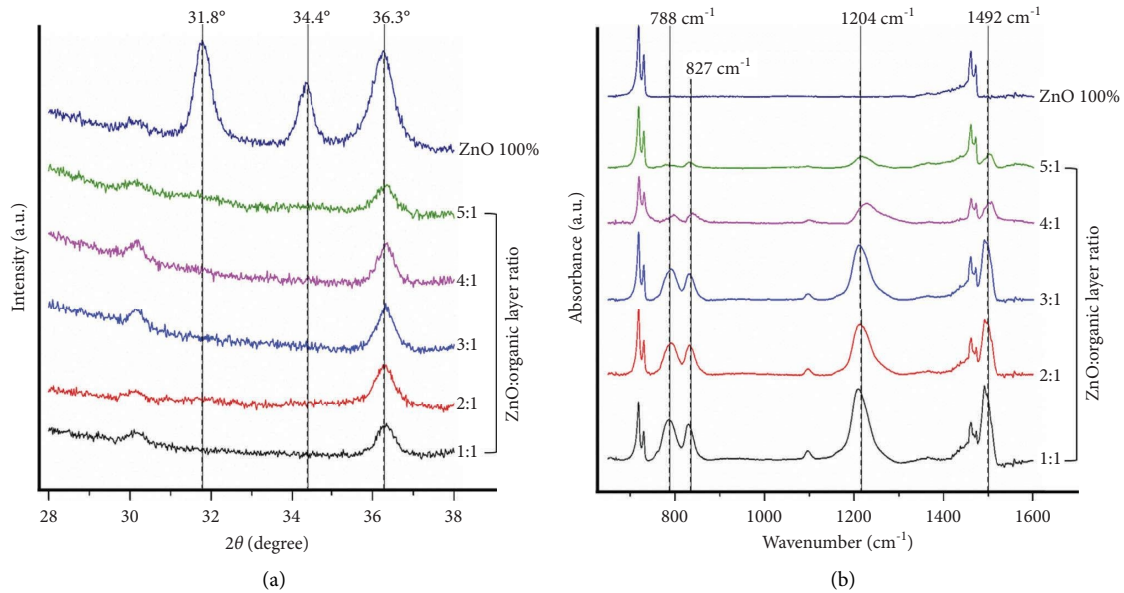 31.8° 34.4° 36.3°
Intensity (a.u.)
ZnO 100%
5:1
4:1
3:1
2:1
1:1
ZnO:organic layer ratio
28 30 32 34 36 38
2θ (degree)
(a)
788 cm⁻¹ 1204 cm⁻¹ 1492 cm⁻¹
827 cm⁻¹
Absorbance (a.u.)
ZnO 100%
5:1
4:1
3:1
2:1
1:1
ZnO:organic layer ratio
800 1000 1200 1400 1600
Wavenumber (cm⁻¹)
(b)